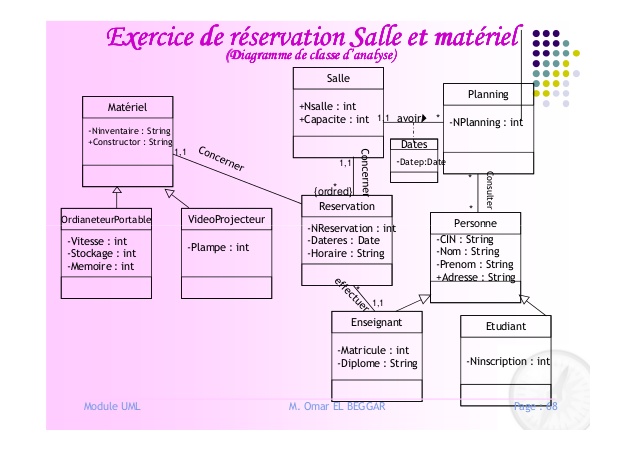 Exercice de réservation Salle et matériel
(Diagramme de classe d'analyse)
Salle
+Nsalle : int
+Capacite : int
1,1
avoir
*
Planning
-NPlanning : int
Dates
-Datep:Date
Matériel
-Ninventaire : String
+Constructor : String
1,1
Concerner
1,1
Concerner
*
{ordred}
*
Consulter
*
OrdianeteurPortable
-Vitesse : int
-Stockage : int
-Memoire : int
VideoProjecteur
-Plampe : int
Reservation
-NReservation : int
-Dateres : Date
-Horaire : String
Personne
-CIN : String
-Nom : String
-Prenom : String
+Adresse : String
*
effectuer
1,1
Enseignant
-Matricule : int
-Diplome : String
Etudiant
-Ninscription : int
Module UML
M. Omar EL BEGGAR
Page : 68